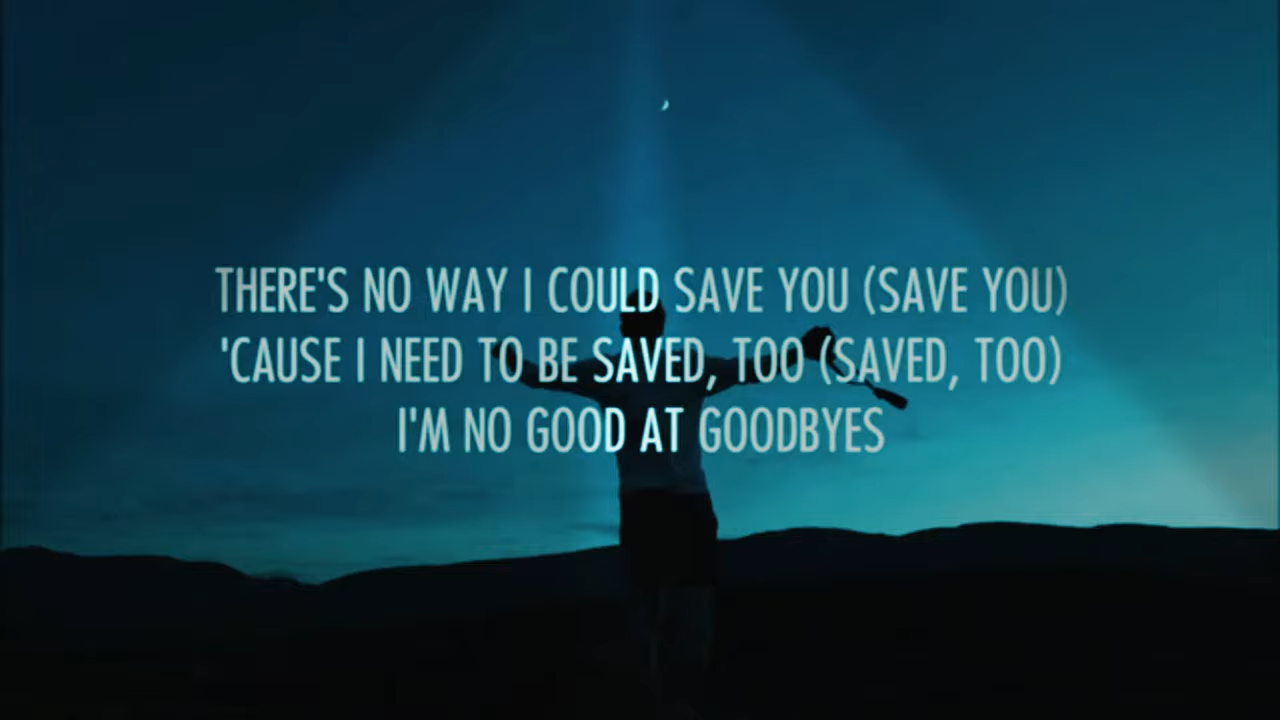 THERE'S NO WAY I COULD SAVE YOU (SAVE YOU)
'CAUSE I NEED TO BE SAVED, TOO (SAVED, TOO)
I'M NO GOOD AT GOODBYES